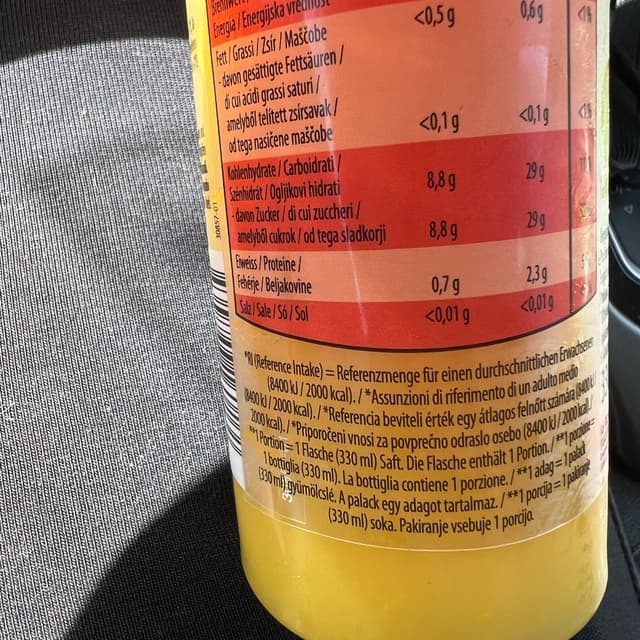 Energia / Energijska vrednost
Fett / Grassi / Zsír / Maščobe <0,5 g 0,6 g <1%
- davon gesättigte Fettsäuren /
di cui acidi grassi saturi /
amelyből telített zsírsavak /
od tega nasičene maščobe <0,1 g <0,1 g <1%
Kohlenhydrate / Carboidrati /
Szénhidrát / Ogljikovi hidrati 8,8 g 29 g
- davon Zucker / di cui zuccheri /
amelyből cukrok / od tega sladkorji 8,8 g 29 g
Eiweiss / Proteine /
Fehérje / Beljakovine 0,7 g 2,3 g
Salz / Sale / Só / Sol <0,01 g <0,01 g
*RI (Reference Intake) = Referenzmenge für einen durchschnittlichen Erwachsenen
(8400 kJ / 2000 kcal). / *Assunzioni di riferimento di un adulto medio
(8400 kJ / 2000 kcal). / *Referencia beviteli érték egy átlagos felnőtt számára (8400 kJ /
2000 kcal). / *Priporočeni vnosi za povprečno odraslo osebo (8400 kJ / 2000 kcal).
**1 Portion = 1 Flasche (330 ml) Saft. Die Flasche enthält 1 Portion. / **1 porzione =
1 bottiglia (330 ml). La bottiglia contiene 1 porzione. / **1 adag = 1 palack
(330 ml) gyümölcslé. A palack egy adagot tartalmaz. / **1 porcija = 1 pakiranje
(330 ml) soka. Pakiranje vsebuje 1 porcijo.
30857-01